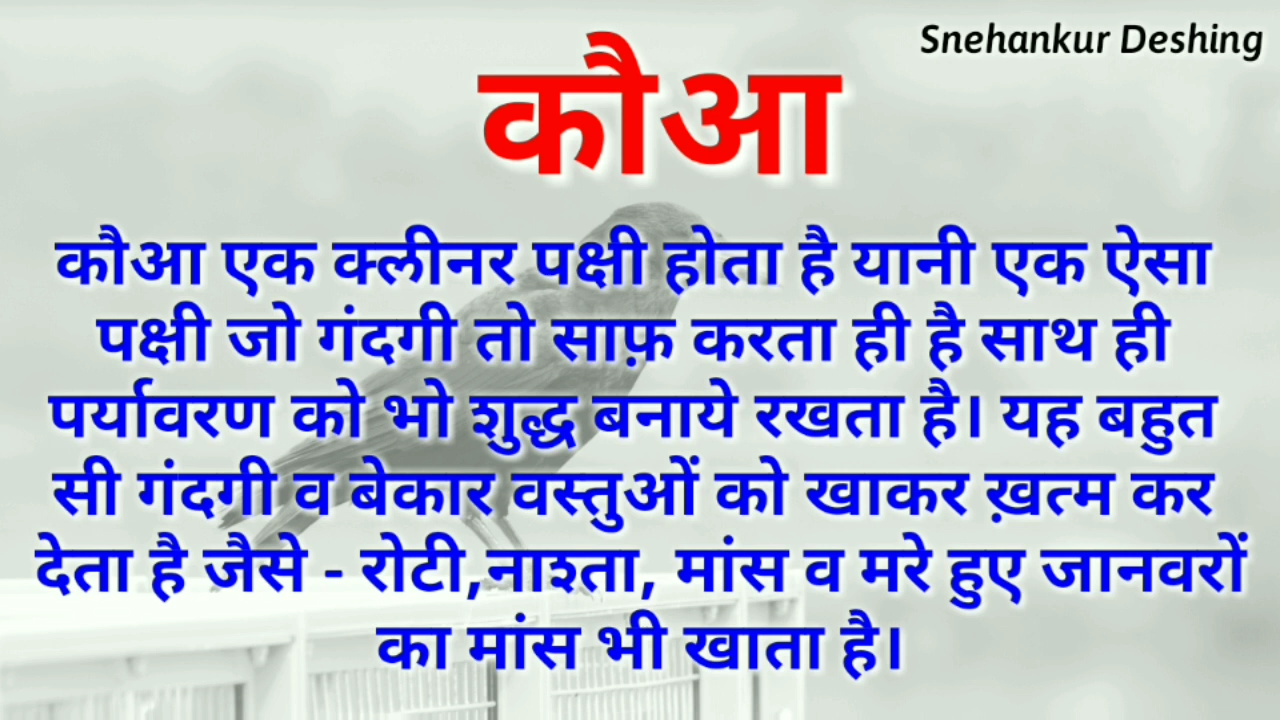 Snehankur Deshing
कौआ
कौआ एक क्लीनर पक्षी होता है यानी एक ऐसा
पक्षी जो गंदगी तो साफ़ करता ही है साथ ही
पर्यावरण को भो शुद्ध बनाये रखता है। यह बहुत
सी गंदगी व बेकार वस्तुओं को खाकर ख़त्म कर
देता है जैसे - रोटी,नाश्ता, मांस व मरे हुए जानवरों
का मांस भी खाता है।